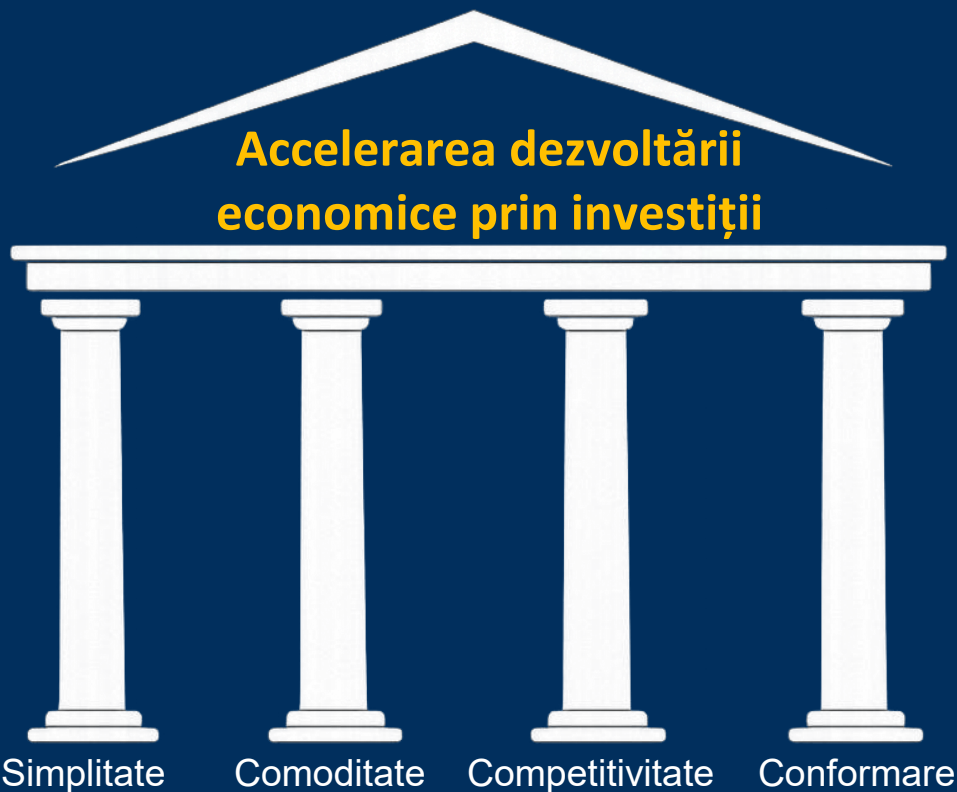 Accelerarea dezvoltării
economice prin investiții
Simplitate Comoditate Competitivitate Conformare